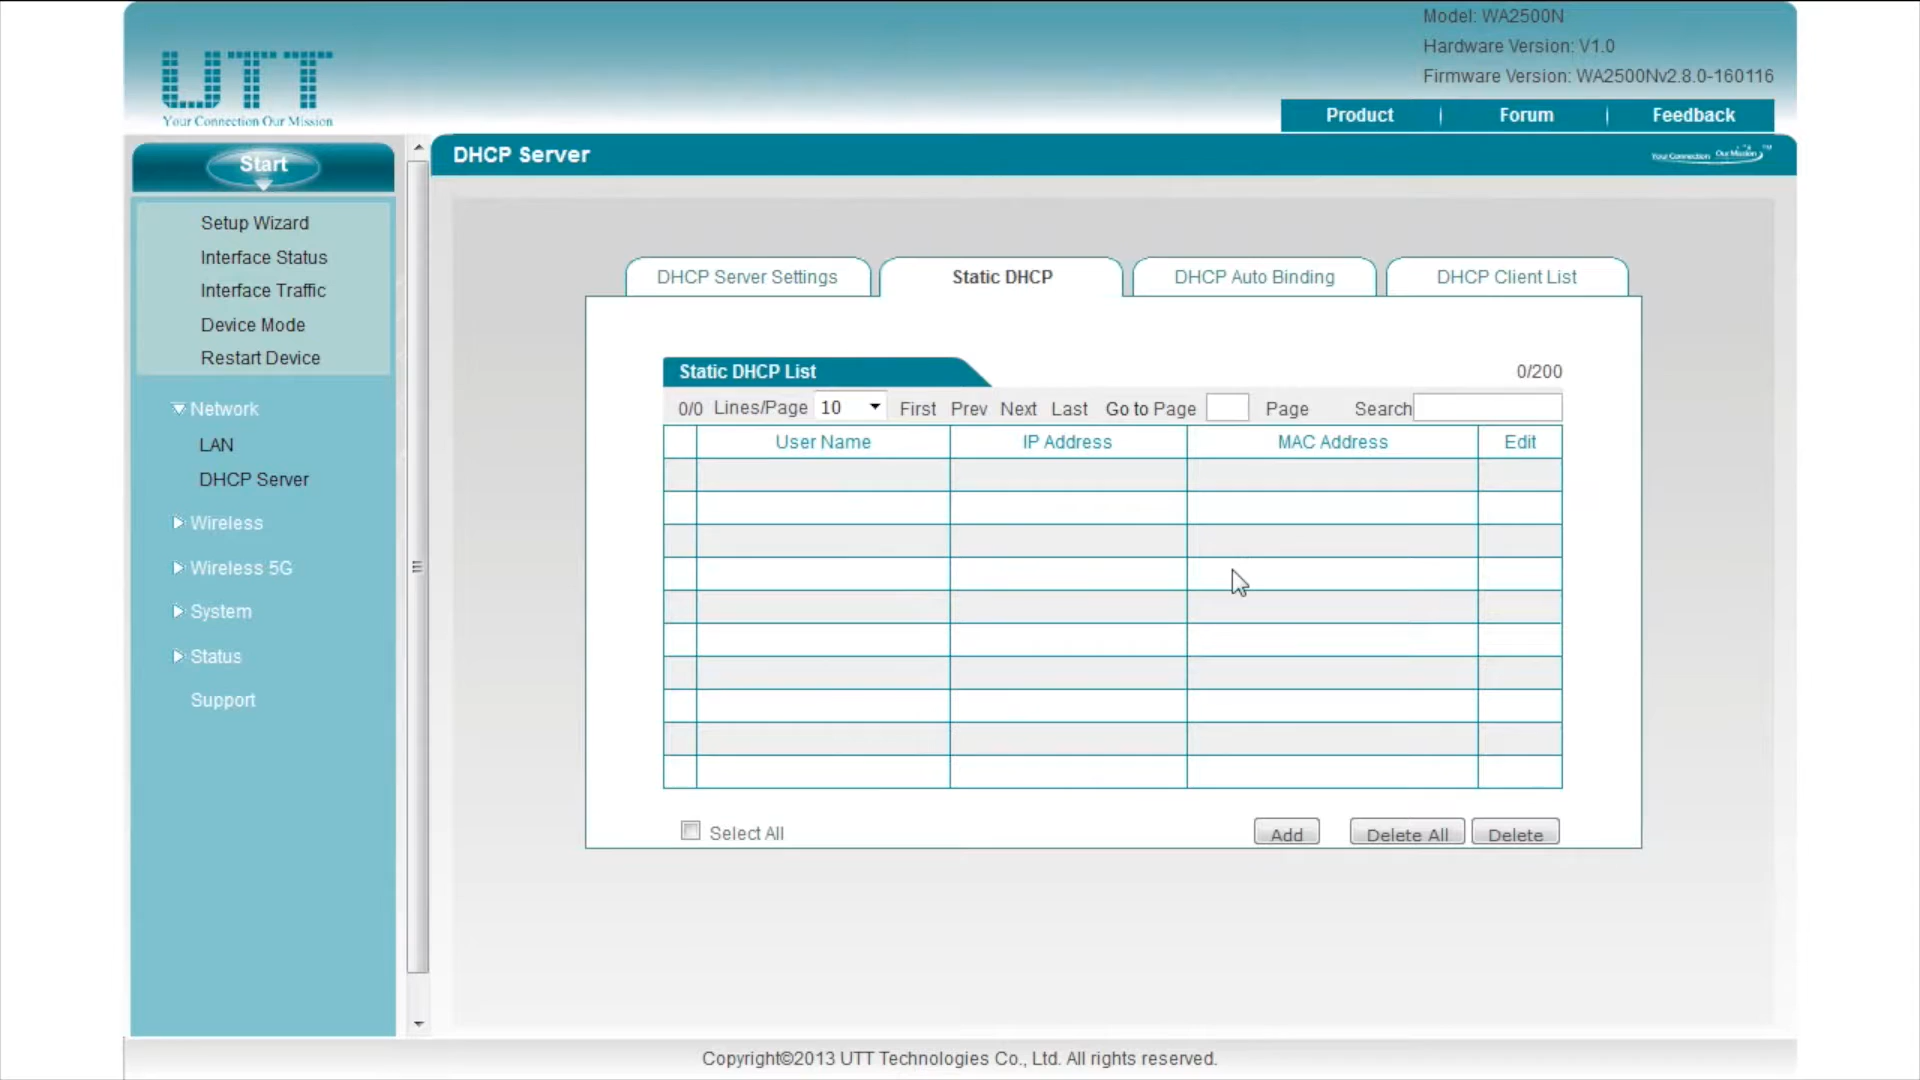 Model: WA2500N
Hardware Version: V1.0
Firmware Version: WA2500Nv2.8.0-160116
UTT
Your Connection Our Mission
Product | Forum | Feedback
Start
DHCP Server
Your Connection Our Mission TM
Setup Wizard
Interface Status
Interface Traffic
Device Mode
Restart Device
Network
LAN
DHCP Server
Wireless
Wireless 5G
System
Status
Support
DHCP Server Settings Static DHCP DHCP Auto Binding DHCP Client List
Static DHCP List 0/200
0/0 Lines/Page 10 First Prev Next Last Go to Page Page Search
User Name IP Address MAC Address Edit
Select All Add Delete All Delete
Copyright©2013 UTT Technologies Co., Ltd. All rights reserved.